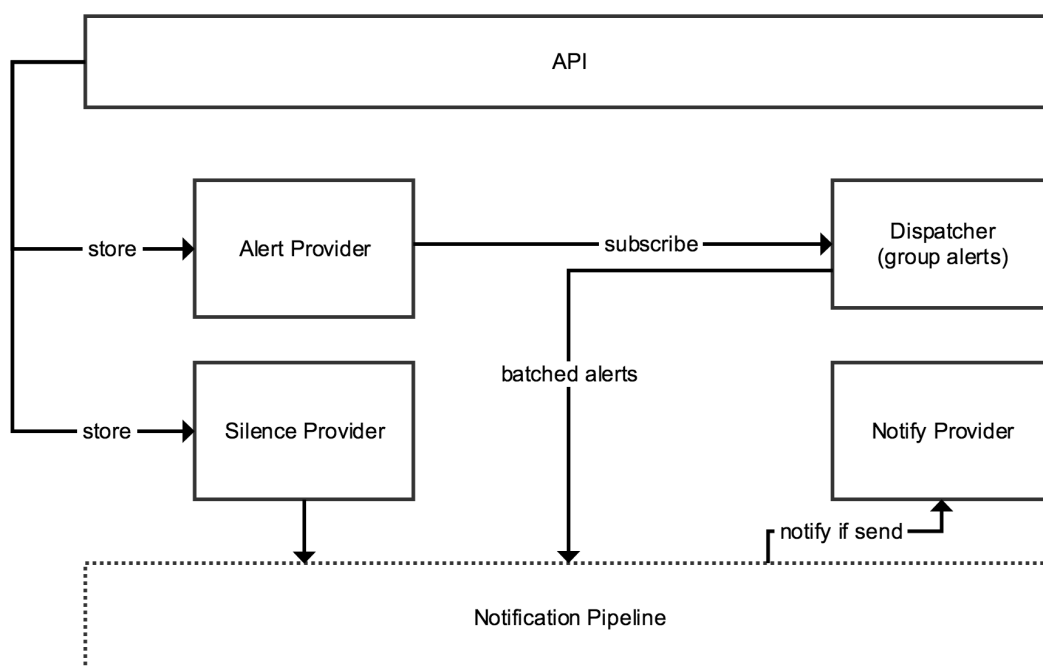 API
store
Alert Provider
subscribe
Dispatcher
(group alerts)
batched alerts
store
Silence Provider
Notify Provider
notify if send
Notification Pipeline